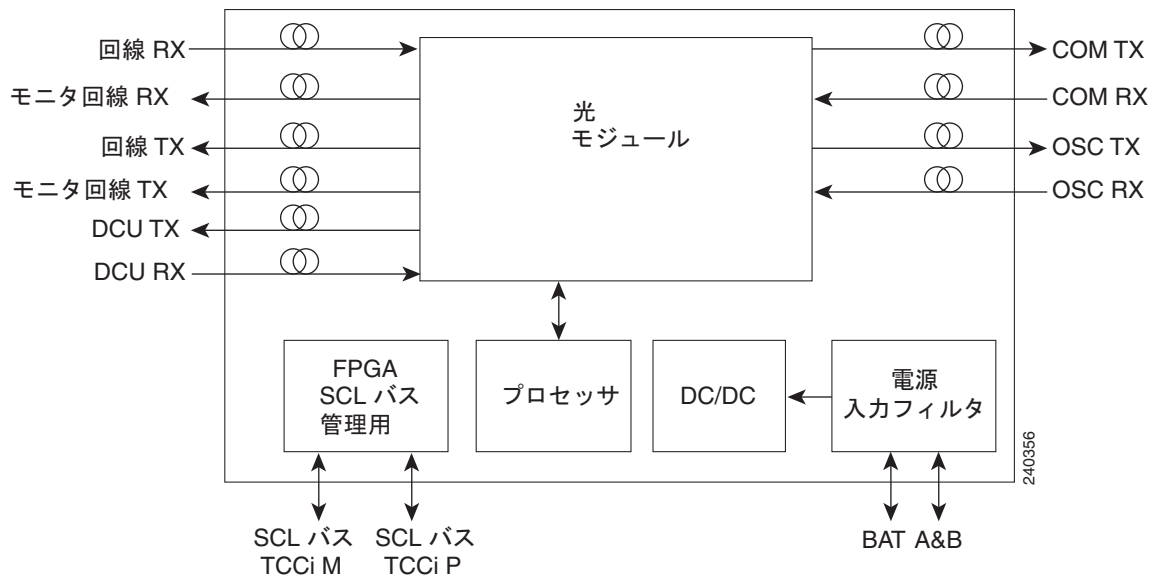 回線 RX
モニタ回線 RX
回線 TX
モニタ回線 TX
DCU TX
DCU RX
光
モジュール
COM TX
COM RX
OSC TX
OSC RX
FPGA
SCL バス
管理用
プロセッサ
DC/DC
電源
入力フィルタ
240356
SCL バス
TCCi M
SCL バス
TCCi P
BAT A&B